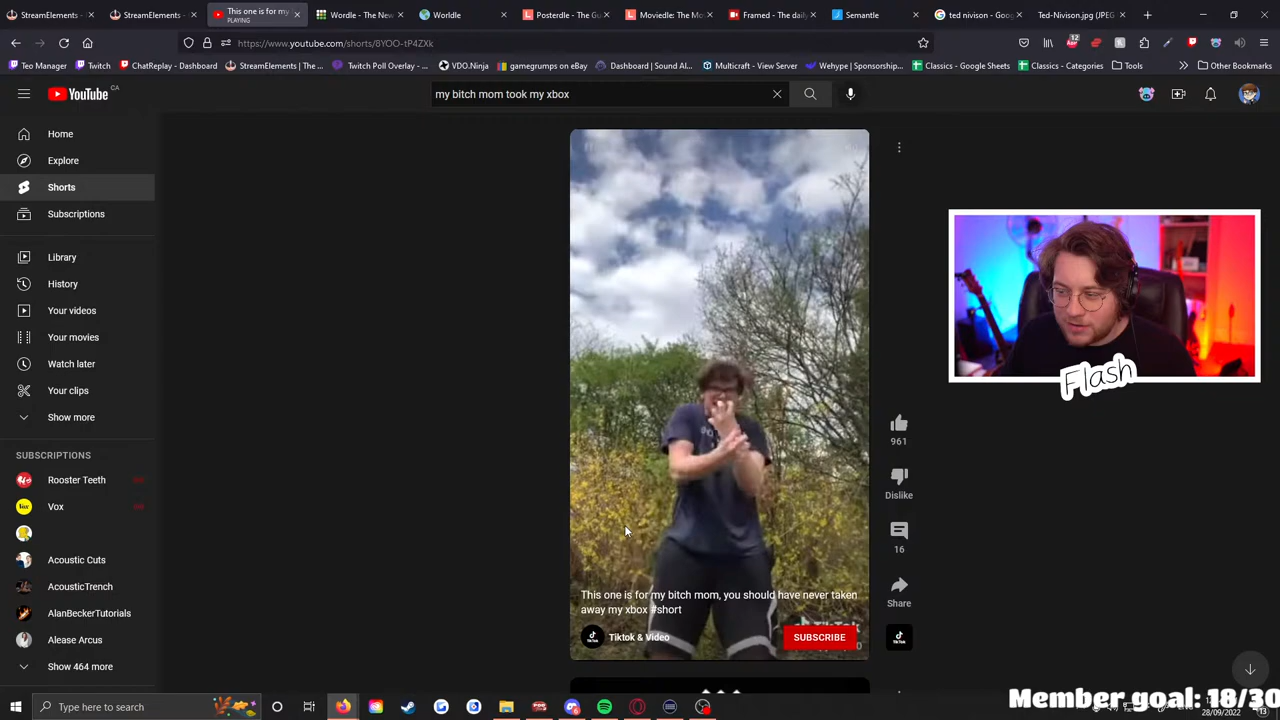 StreamElements - /
StreamElements
This one is for my
PLAYING
Wordle - The New
Worldle
Posterdle - The Gu
Moviedle: The Mov
Framed - The daily
Semantle
ted nivison - Goog
Ted-Nivison.jpg (JPEG
https://www.youtube.com/shorts/8YOO-tP4ZXk
12
Teo Manager
Twitch
ChatReplay - Dashboard
StreamElements | The ...
Twitch Poll Overlay - ...
VDO.Ninja
gamegrumps on eBay
Dashboard | Sound Al...
Multicraft - Server View
Wehype | Sponsorship...
Classics - Google Sheets
Classics - Categories
Tools
Other Bookmarks
YouTube CA
my bitch mom took my xbox
Home
Explore
Shorts
Subscriptions
Library
History
Your videos
Your movies
Watch later
Your clips
Show more
SUBSCRIPTIONS
Rooster Teeth
Vox
Acoustic Cuts
AcousticTrench
AlanBeckerTutorials
Alease Arcus
Show 464 more
961
Dislike
16
Share
This one is for my bitch mom, you should have never taken
away my xbox #short
TikTok
Tiktok & Video
SUBSCRIBE
Flash
Type here to search
Member goal: 18/30
28/09/2022
13